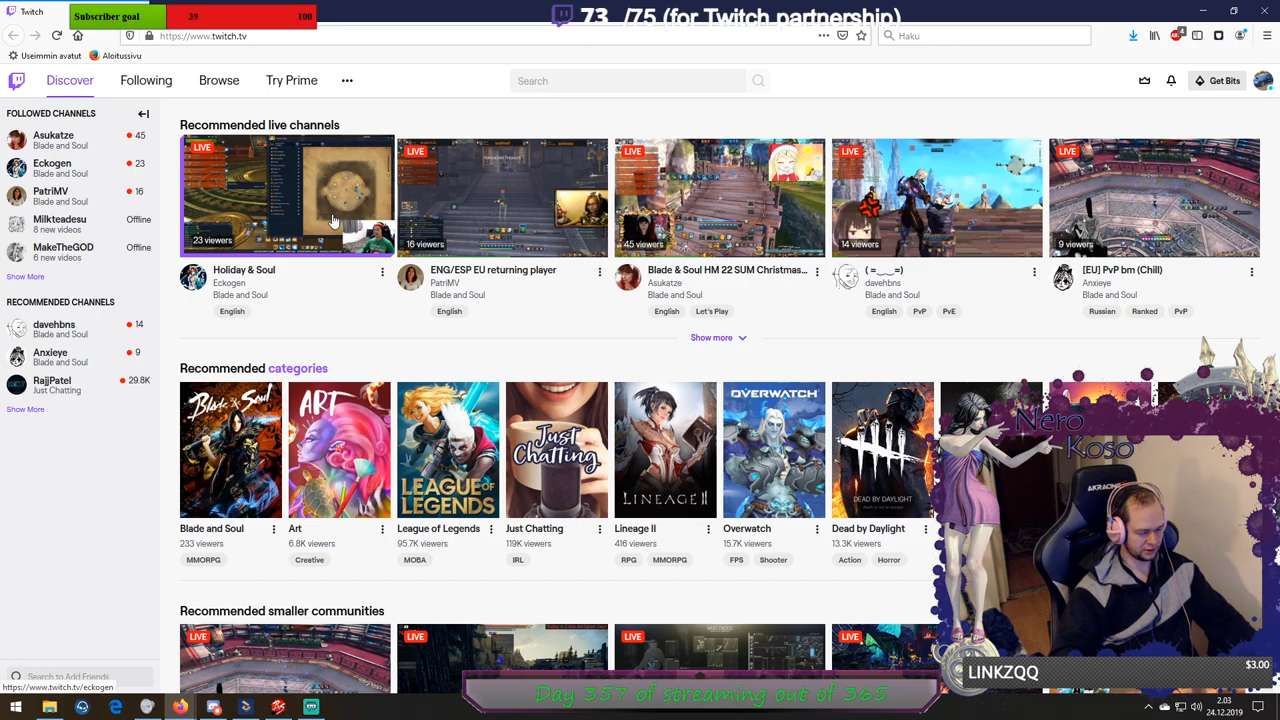 Twitch
Subscriber goal 39 100
73 /75 (for Twitch partnership)
https://www.twitch.tv
Haku
Useimmin avatut Aloitussivu
Discover Following Browse Try Prime
Search
Get Bits
FOLLOWED CHANNELS
Asukatze 45
Blade and Soul
Eckogen 23
Blade and Soul
PatriMV 16
Blade and Soul
Milkteadesu Offline
8 new videos
MakeTheGOD Offline
6 new videos
Show More
RECOMMENDED CHANNELS
davehbns 14
Blade and Soul
Anxieye 9
Blade and Soul
RajjPatel 29.8K
Just Chatting
Show More
Search to Add Friends
https://www.twitch.tv/eckogen
Recommended live channels
LIVE
23 viewers
Holiday & Soul
Eckogen
Blade and Soul
English
LIVE
16 viewers
ENG/ESP EU returning player
PatriMV
Blade and Soul
English
LIVE
45 viewers
Blade & Soul HM 22 SUM Christmas...
Asukatze
Blade and Soul
English Let's Play
LIVE
14 viewers
( =‿‿=)
davehbns
Blade and Soul
English PvP PvE
LIVE
9 viewers
[EU] PvP bm (Chill)
Anxieye
Blade and Soul
Russian Ranked PvP
Show more
Recommended categories
Blade & Soul
Blade and Soul
233 viewers
MMORPG
ART
Art
6.8K viewers
Creative
LEAGUE OF LEGENDS
League of Legends
95.7K viewers
MOBA
Just Chatting
Just Chatting
119K viewers
IRL
LINEAGE II
Lineage II
416 viewers
RPG MMORPG
OVERWATCH
Overwatch
15.7K viewers
FPS Shooter
DEAD BY DAYLIGHT
Dead by Daylight
13.3K viewers
Action Horror
Nero
Koso
AKRACING
Recommended smaller communities
LIVE
LIVE
LIVE
LIVE
LINKZQQ $3.00
Day 357 of streaming out of 365
2.03
24.12.2019